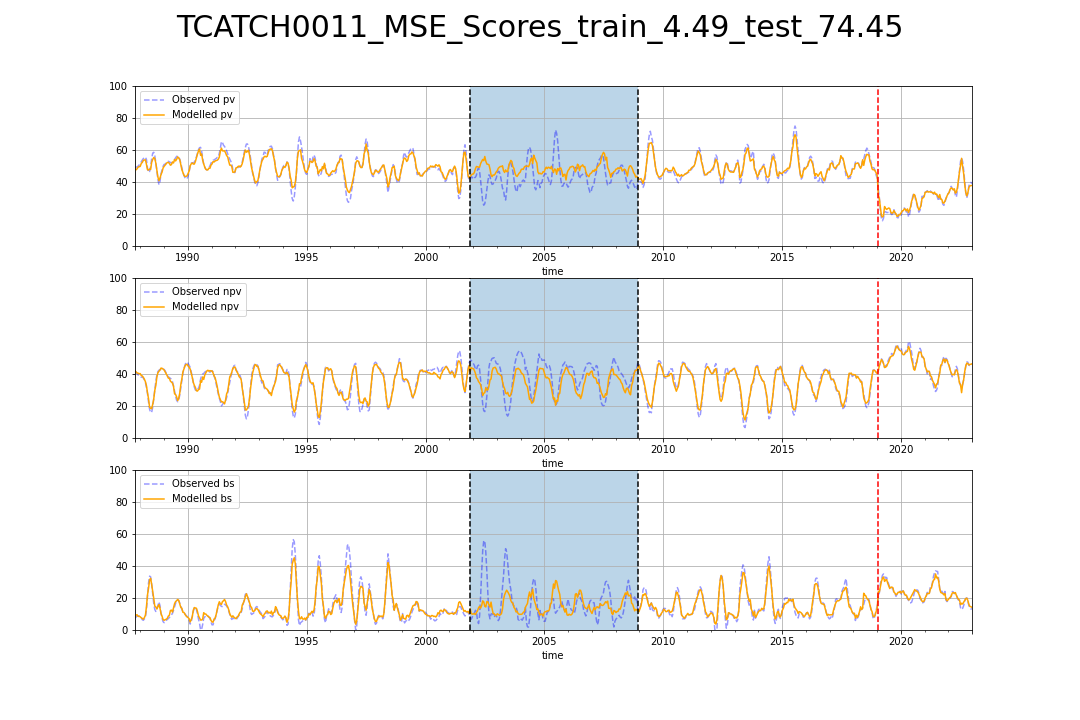 TCATCH0011_MSE_Scores_train_4.49_test_74.45
100
80
60
40
20
0
Observed pv
Modelled pv
1990 1995 2000 2005 2010 2015 2020
time
100
80
60
40
20
0
Observed npv
Modelled npv
1990 1995 2000 2005 2010 2015 2020
time
100
80
60
40
20
0
Observed bs
Modelled bs
1990 1995 2000 2005 2010 2015 2020
time